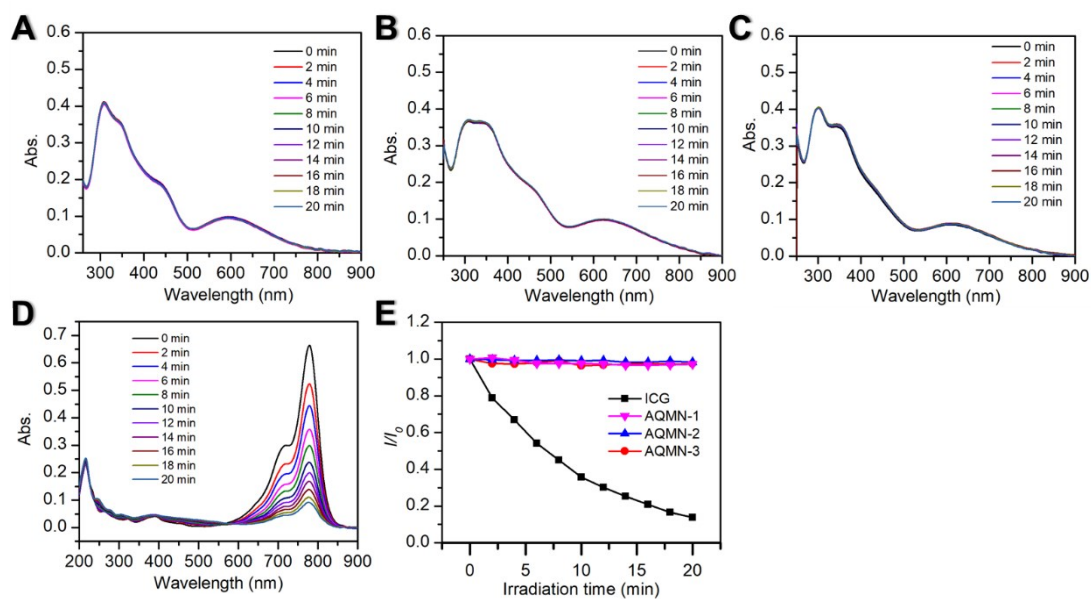 A
0.6
0.5
0.4
0.3
0.2
0.1
0.0
Abs.
0 min
2 min
4 min
6 min
8 min
10 min
12 min
14 min
16 min
18 min
20 min
300 400 500 600 700 800 900
Wavelength (nm)
B
0.6
0.5
0.4
0.3
0.2
0.1
0.0
Abs.
0 min
2 min
4 min
6 min
8 min
10 min
12 min
14 min
16 min
18 min
20 min
300 400 500 600 700 800 900
Wavelength (nm)
C
0.6
0.5
0.4
0.3
0.2
0.1
0.0
Abs.
0 min
2 min
4 min
6 min
8 min
10 min
12 min
14 min
16 min
18 min
20 min
300 400 500 600 700 800 900
Wavelength (nm)
D
0.7
0.6
0.5
0.4
0.3
0.2
0.1
0.0
Abs.
0 min
2 min
4 min
6 min
8 min
10 min
12 min
14 min
16 min
18 min
20 min
200 300 400 500 600 700 800 900
Wavelength (nm)
E
1.2
1.0
0.8
0.6
0.4
0.2
0.0
I/I0
ICG
AQMN-1
AQMN-2
AQMN-3
0 5 10 15 20
Irradiation time (min)